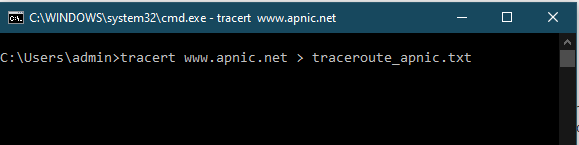 C:\WINDOWS\system32\cmd.exe - tracert www.apnic.net
C:\Users\admin>tracert www.apnic.net > traceroute_apnic.txt